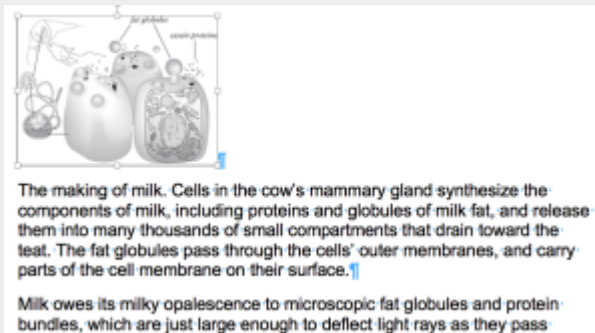 fat globules
casein proteins
The making of milk. Cells in the cow's mammary gland synthesize the
components of milk, including proteins and globules of milk fat, and release
them into many thousands of small compartments that drain toward the
teat. The fat globules pass through the cells' outer membranes, and carry
parts of the cell membrane on their surface.¶
Milk owes its milky opalescence to microscopic fat globules and protein
bundles, which are just large enough to deflect light rays as they pass